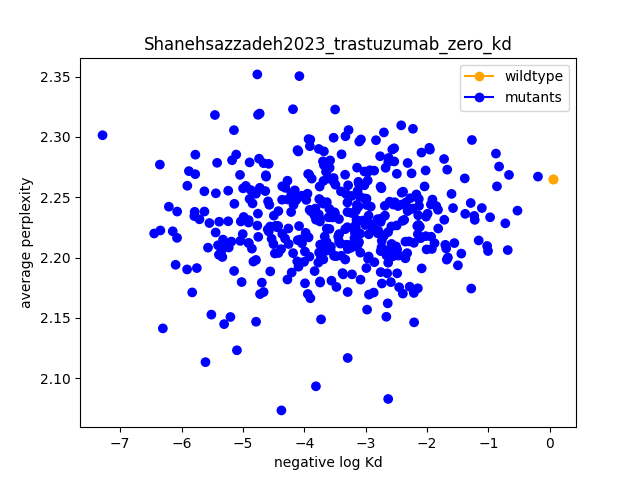 Shanehsazzadeh2023_trastuzumab_zero_kd
wildtype
mutants
average perplexity
2.35
2.30
2.25
2.20
2.15
2.10
−7 −6 −5 −4 −3 −2 −1 0
negative log Kd